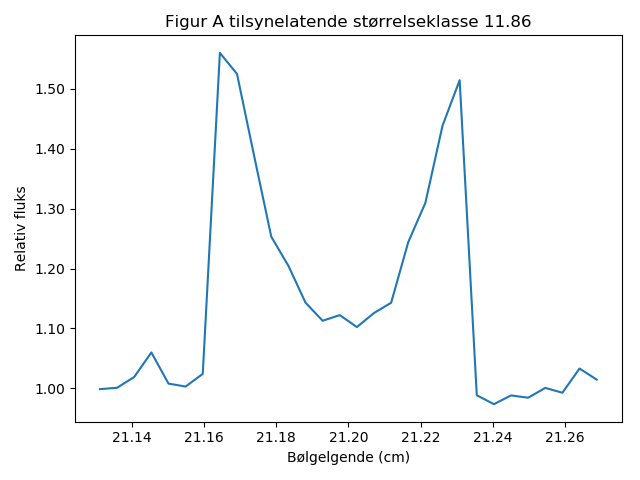 Figur A tilsynelatende størrelseklasse 11.86
1.50
1.40
1.30
1.20
1.10
1.00
Relativ fluks
21.14 21.16 21.18 21.20 21.22 21.24 21.26
Bølgelgende (cm)